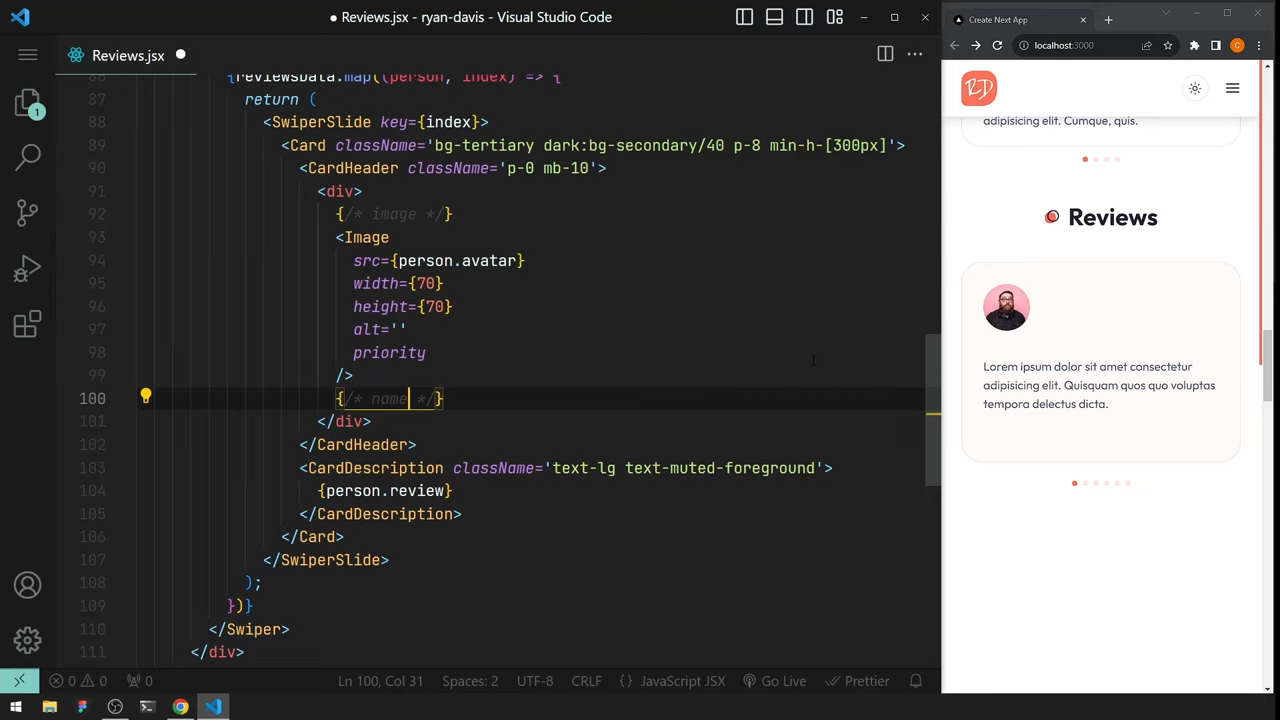 ● Reviews.jsx - ryan-davis - Visual Studio Code
Reviews.jsx ●
1
86 {reviewsData.map((person, index) => {
87 return (
88 <SwiperSlide key={index}>
89 <Card className='bg-tertiary dark:bg-secondary/40 p-8 min-h-[300px]'>
90 <CardHeader className='p-0 mb-10'>
91 <div>
92 {/* image */}
93 <Image
94 src={person.avatar}
95 width={70}
96 height={70}
97 alt=''
98 priority
99 />
100 {/* name */}
101 </div>
102 </CardHeader>
103 <CardDescription className='text-lg text-muted-foreground'>
104 {person.review}
105 </CardDescription>
106 </Card>
107 </SwiperSlide>
108 );
109 })}
110 </Swiper>
111 </div>
0 0 0 Ln 100, Col 31 Spaces: 2 UTF-8 CRLF {} JavaScript JSX Go Live Prettier
Create Next App
localhost:3000
C
RD
adipisicing elit. Cumque, quis.
Reviews
Lorem ipsum dolor sit amet consectetur
adipisicing elit. Quisquam quos quo voluptas
tempora delectus dicta.